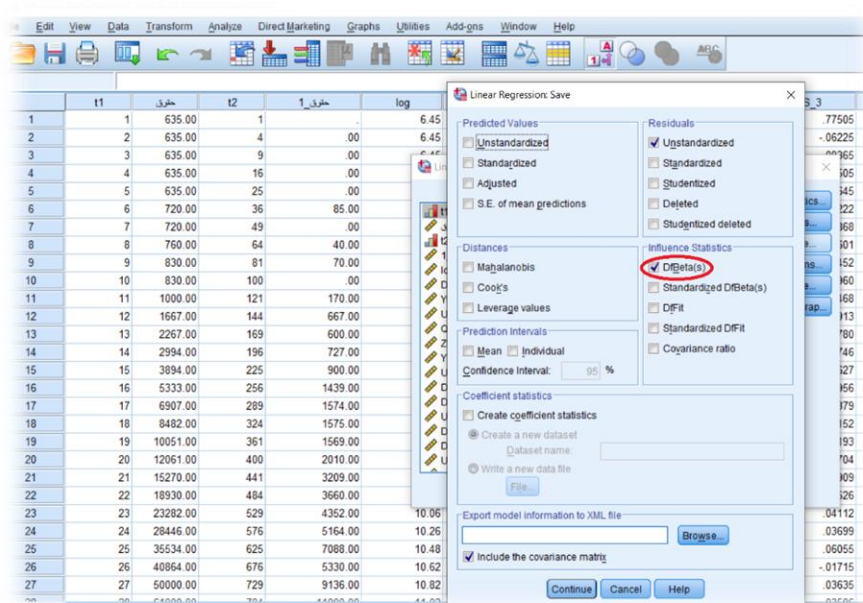 Edit View Data Transform Analyze Direct Marketing Graphs Utilities Add-ons Window Help
t1 حقوق t2 حقوق_1 log S_3
1 1 635.00 1 . 6.45 .77505
2 2 635.00 4 .00 6.45 -.06225
3 3 635.00 9 .00
4 4 635.00 16 .00
5 5 635.00 25 .00
6 6 720.00 36 85.00
7 7 720.00 49 .00
8 8 760.00 64 40.00
9 9 830.00 81 70.00
10 10 830.00 100 .00
11 11 1000.00 121 170.00
12 12 1667.00 144 667.00
13 13 2267.00 169 600.00
14 14 2994.00 196 727.00
15 15 3894.00 225 900.00
16 16 5333.00 256 1439.00
17 17 6907.00 289 1574.00
18 18 8482.00 324 1575.00
19 19 10051.00 361 1569.00
20 20 12061.00 400 2010.00
21 21 15270.00 441 3209.00
22 22 18930.00 484 3660.00
23 23 23282.00 529 4352.00 10.06 .04112
24 24 28446.00 576 5164.00 10.26 .03699
25 25 35534.00 625 7088.00 10.48 .06055
26 26 40864.00 676 5330.00 10.62 -.01715
27 27 50000.00 729 9136.00 10.82 .03635
Linear Regression: Save
Predicted Values
Unstandardized
Standardized
Adjusted
S.E. of mean predictions
Residuals
Unstandardized
Standardized
Studentized
Deleted
Studentized deleted
Distances
Mahalanobis
Cook's
Leverage values
Influence Statistics
DfBeta(s)
Standardized DfBeta(s)
DfFit
Standardized DfFit
Covariance ratio
Prediction Intervals
Mean Individual
Confidence Interval: 95 %
Coefficient statistics
Create coefficient statistics
Create a new dataset
Dataset name:
Write a new data file
File...
Export model information to XML file
Browse...
Include the covariance matrix
Continue Cancel Help